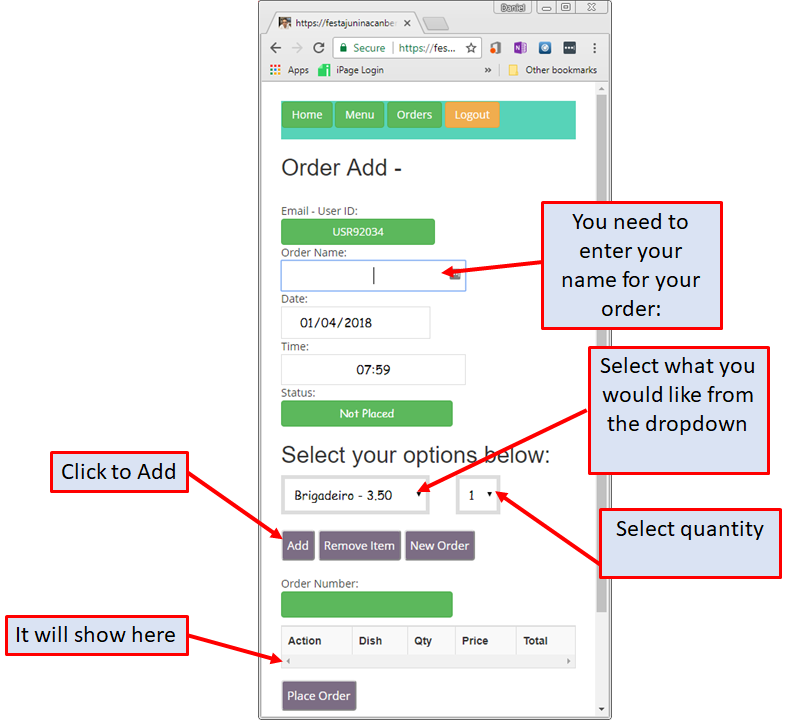 Daniel
https://festajuninacanbe
Secure https://fes...
Apps iPage Login » Other bookmarks
Home Menu Orders Logout
Order Add -
Email - User ID:
USR92034
Order Name:
You need to
enter your
name for your
order:
Date:
01/04/2018
Time:
07:59
Status:
Not Placed
Select what you
would like from
the dropdown
Select your options below:
Click to Add
Brigadeiro - 3.50 1
Select quantity
Add Remove Item New Order
Order Number:
It will show here
Action Dish Qty Price Total
Place Order